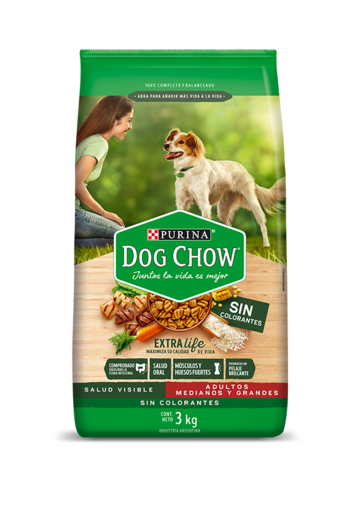 100% COMPLETO Y BALANCEADO
• ABRA PARA AÑADIR MÁS VIDA A LA VIDA •
PURINA
DOG CHOW
Juntos la vida es mejor
SIN
COLORANTES
EXTRA life
MAXIMIZA SU CALIDAD DE VIDA
COMPROBADO
SALUD
ORAL
MÚSCULOS Y
HUESOS FUERTES
PELAJE
BRILLANTE
SALUD VISIBLE
ADULTOS
MEDIANOS Y GRANDES
SIN COLORANTES
CONT.
NETO
3 kg
INDUSTRIA ARGENTINA